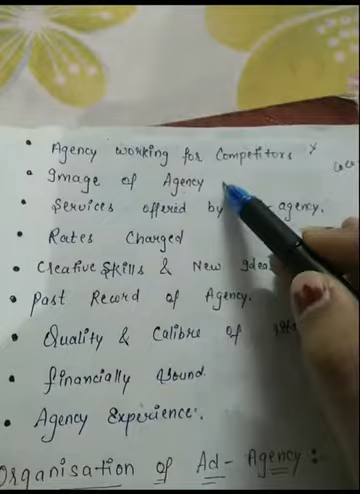 • Agency working for Competitors x
• Image of Agency
• Services offered by - agency.
• Rates Charged
• Creative Skills & New Idea
• Past Record of Agency.
• Quality & Calibre of
• financially Sound.
• Agency Experience.
Organisation of Ad-Agency: